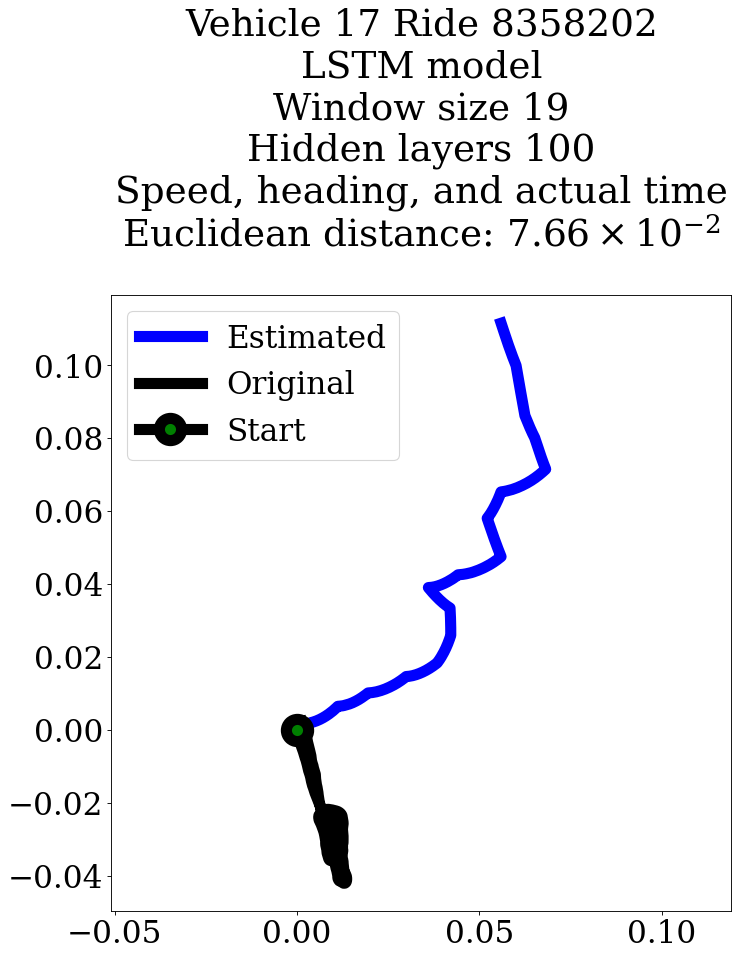 Vehicle 17 Ride 8358202
LSTM model
Window size 19
Hidden layers 100
Speed, heading, and actual time
Euclidean distance: 7.66 × 10⁻²
Estimated
Original
Start
0.10
0.08
0.06
0.04
0.02
0.00
−0.02
−0.04
−0.05 0.00 0.05 0.10